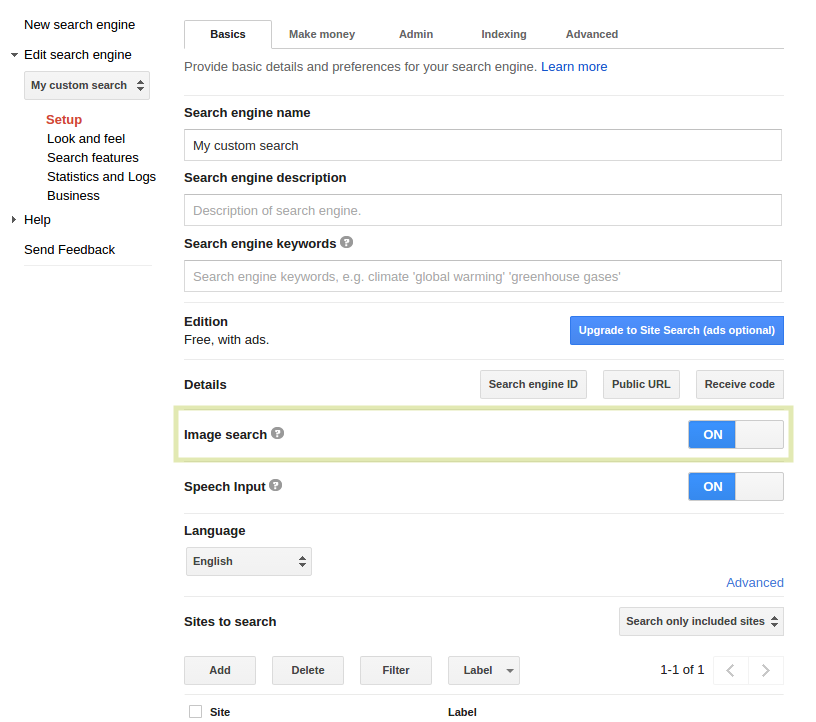 New search engine
Edit search engine
My custom search
Setup
Look and feel
Search features
Statistics and Logs
Business
Help
Send Feedback
Basics Make money Admin Indexing Advanced
Provide basic details and preferences for your search engine. Learn more
Search engine name
My custom search
Search engine description
Description of search engine.
Search engine keywords ?
Search engine keywords, e.g. climate 'global warming' 'greenhouse gases'
Edition
Free, with ads.
Upgrade to Site Search (ads optional)
Details Search engine ID Public URL Receive code
Image search ? ON
Speech Input ? ON
Language
English
Advanced
Sites to search Search only included sites
Add Delete Filter Label 1-1 of 1
Site Label